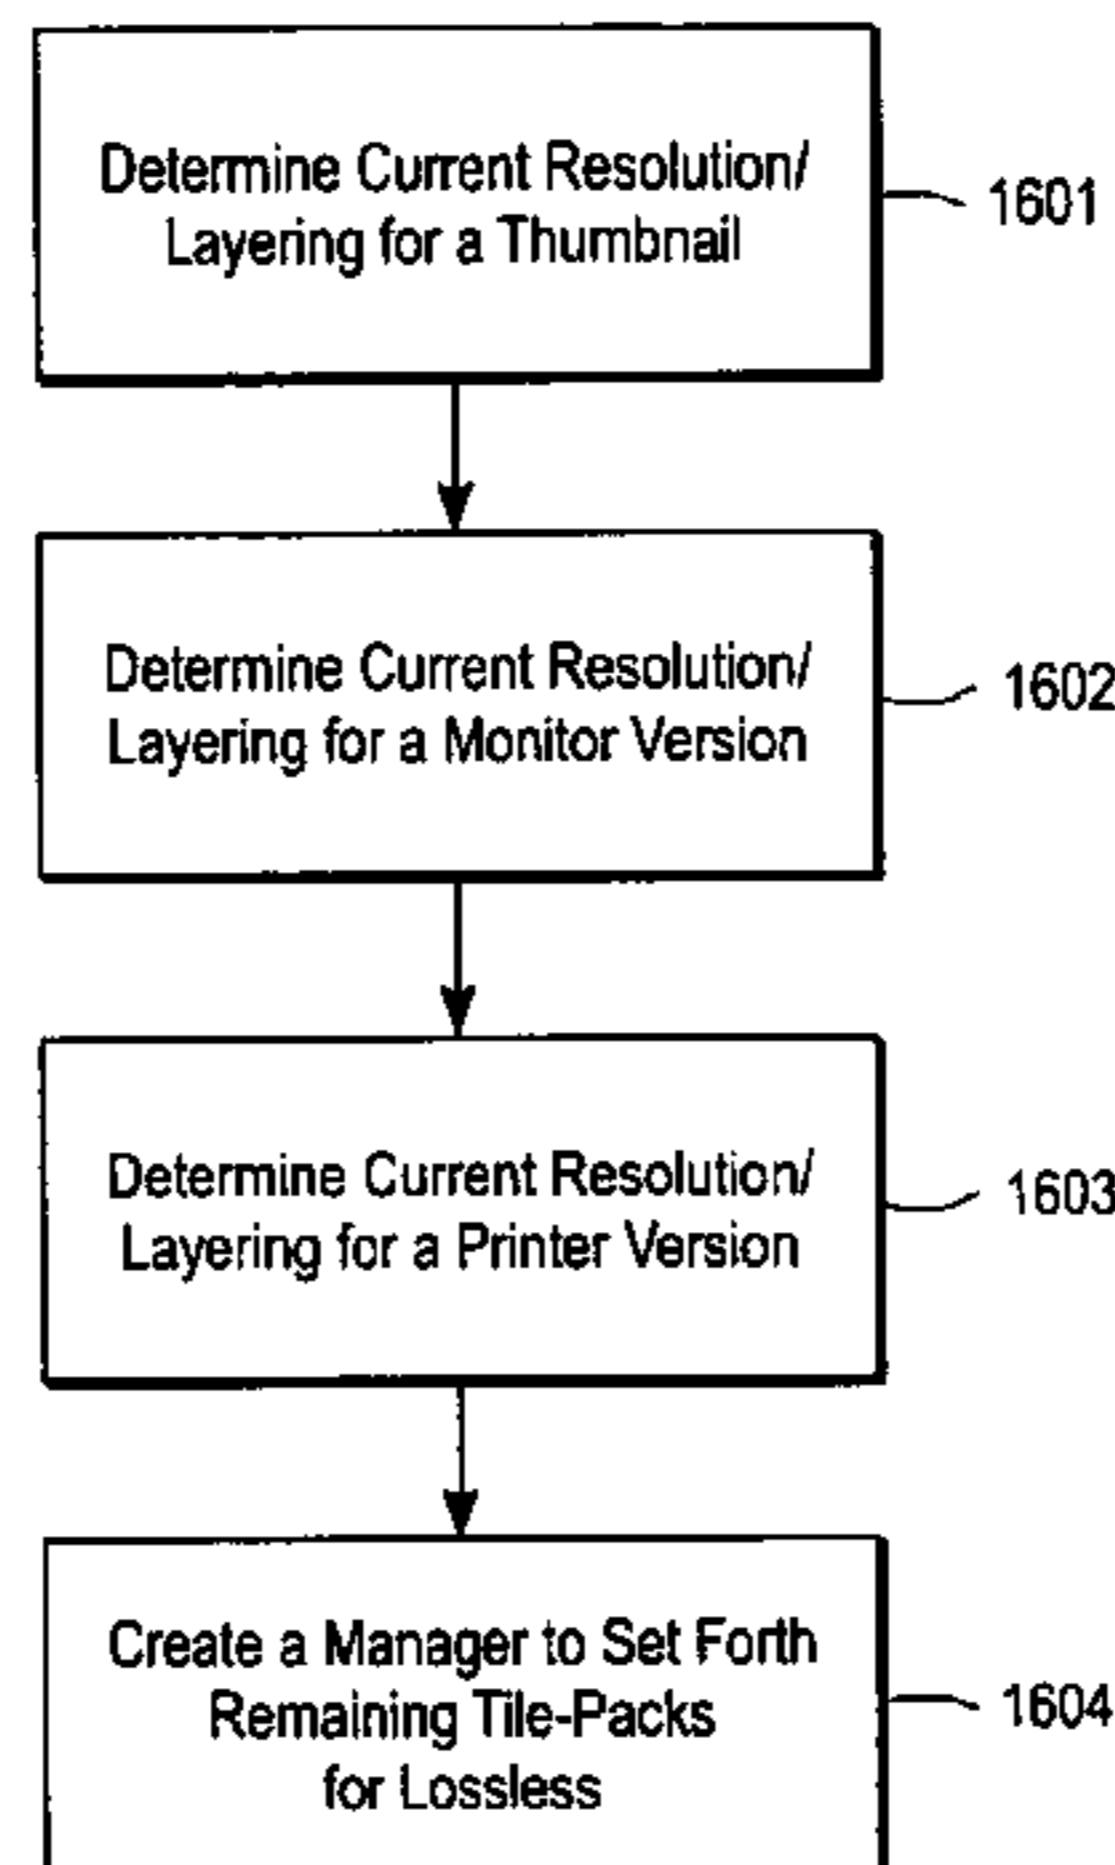 Determine Current Resolution/
Layering for a Thumbnail
1601
Determine Current Resolution/
Layering for a Monitor Version
1602
Determine Current Resolution/
Layering for a Printer Version
1603
Create a Manager to Set Forth
Remaining Tile-Packs
for Lossless
1604